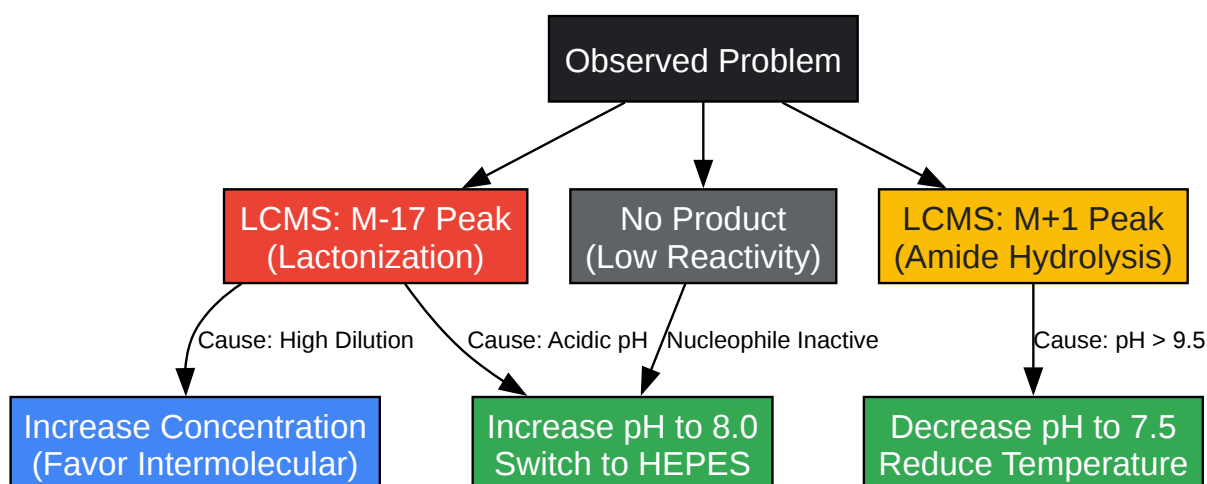 Observed Problem
LCMS: M-17 Peak
(Lactonization)
No Product
(Low Reactivity)
LCMS: M+1 Peak
(Amide Hydrolysis)
Cause: High Dilution
Cause: Acidic pH
Nucleophile Inactive
Cause: pH > 9.5
Increase Concentration
(Favor Intermolecular)
Increase pH to 8.0
Switch to HEPES
Decrease pH to 7.5
Reduce Temperature